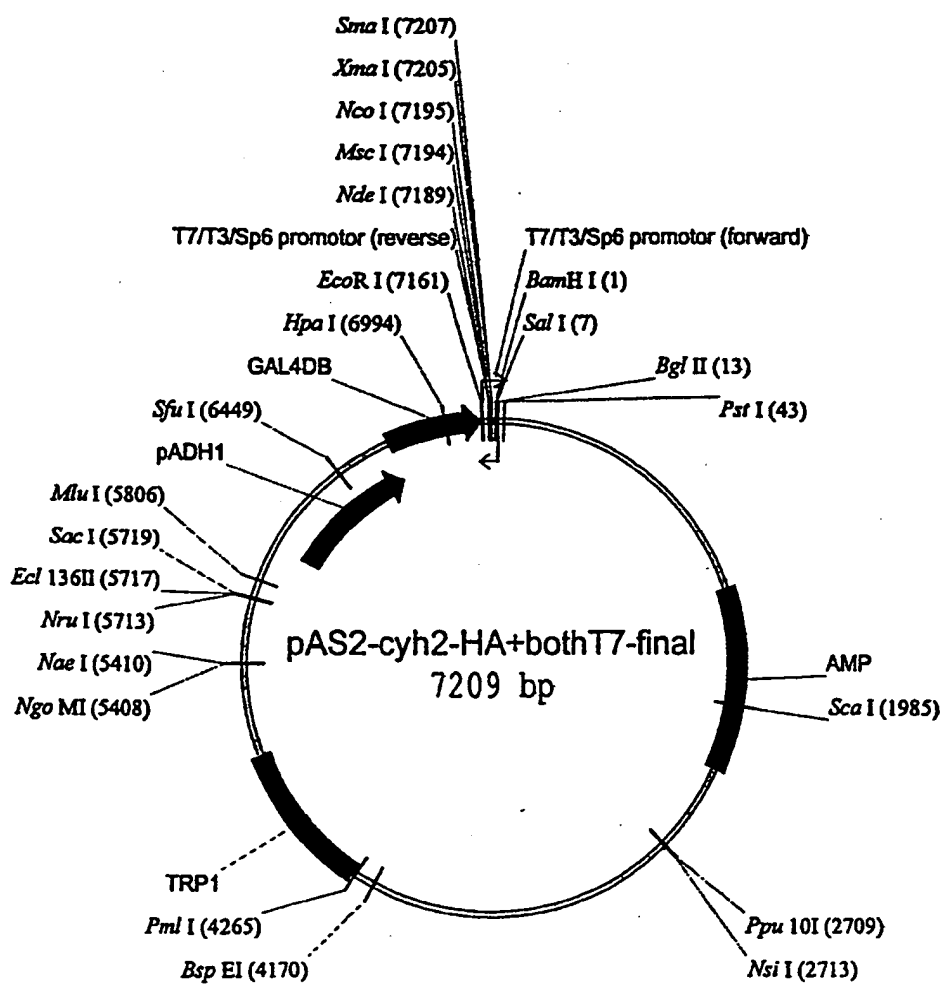 Sma I (7207)
Xma I (7205)
Nco I (7195)
Msc I (7194)
Nde I (7189)
T7/T3/Sp6 promotor (reverse)
T7/T3/Sp6 promotor (forward)
EcoR I (7161)
BamH I (1)
Hpa I (6994)
Sal I (7)
GAL4DB
Bgl II (13)
Sfu I (6449)
Pst I (43)
pADH1
Mlu I (5806)
Sac I (5719)
Ecl 136II (5717)
Nru I (5713)
pAS2-cyh2-HA+bothT7-final
7209 bp
Nae I (5410)
AMP
Ngo MI (5408)
Sca I (1985)
TRP1
Pml I (4265)
Ppu 10I (2709)
Bsp EI (4170)
Nsi I (2713)